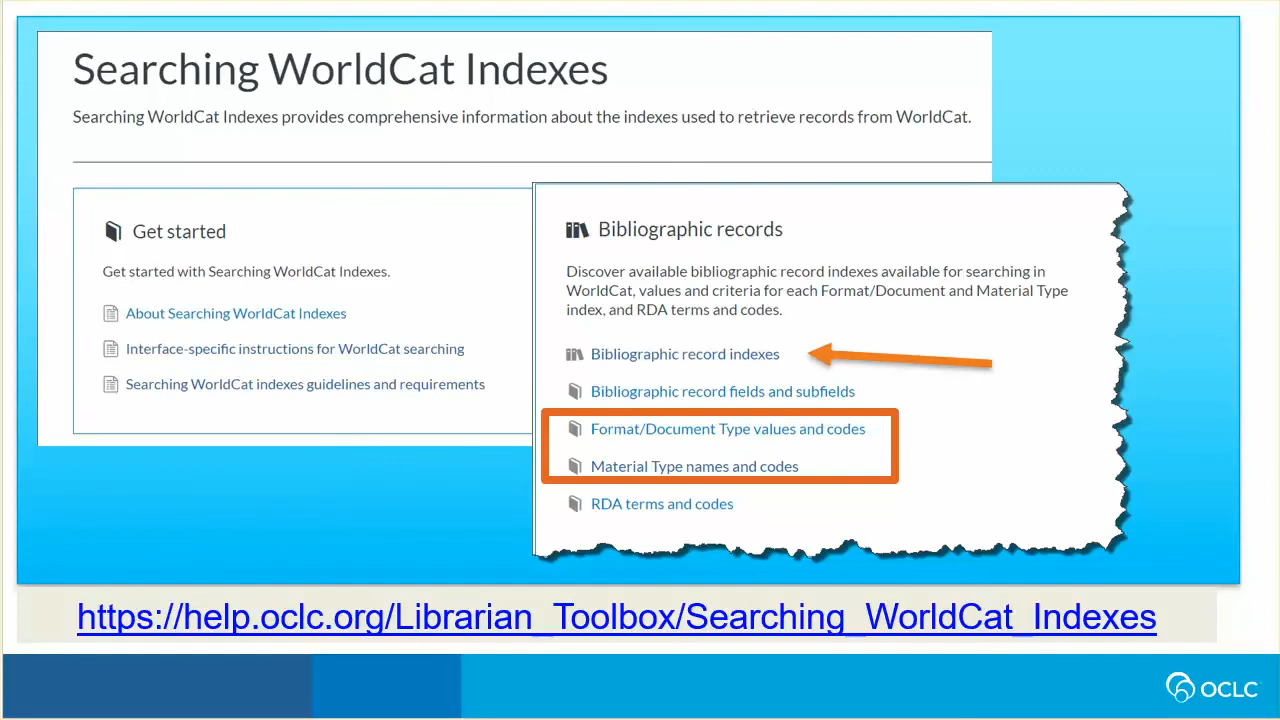 Searching WorldCat Indexes
Searching WorldCat Indexes provides comprehensive information about the indexes used to retrieve records from WorldCat.
Get started
Get started with Searching WorldCat Indexes.
About Searching WorldCat Indexes
Interface-specific instructions for WorldCat searching
Searching WorldCat indexes guidelines and requirements
Bibliographic records
Discover available bibliographic record indexes available for searching in
WorldCat, values and criteria for each Format/Document and Material Type
index, and RDA terms and codes.
Bibliographic record indexes
Bibliographic record fields and subfields
Format/Document Type values and codes
Material Type names and codes
RDA terms and codes
https://help.oclc.org/Librarian_Toolbox/Searching_WorldCat_Indexes
OCLC